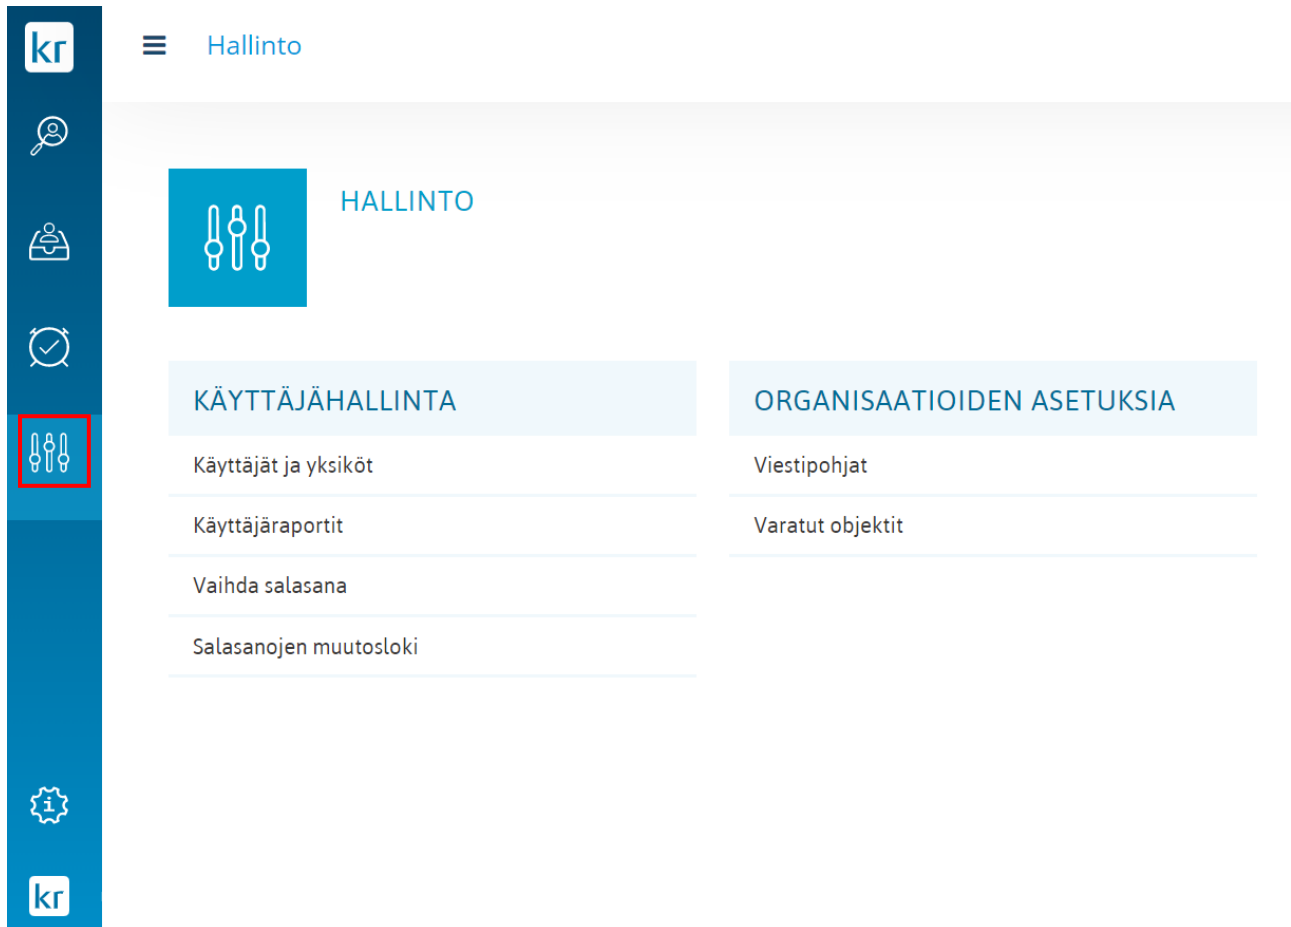 kr
Hallinto
HALLINTO
KÄYTTÄJÄHALLINTA
Käyttäjät ja yksiköt
Käyttäjäraportit
Vaihda salasana
Salasanojen muutosloki
ORGANISAATIOIDEN ASETUKSIA
Viestipohjat
Varatut objektit
i
kr